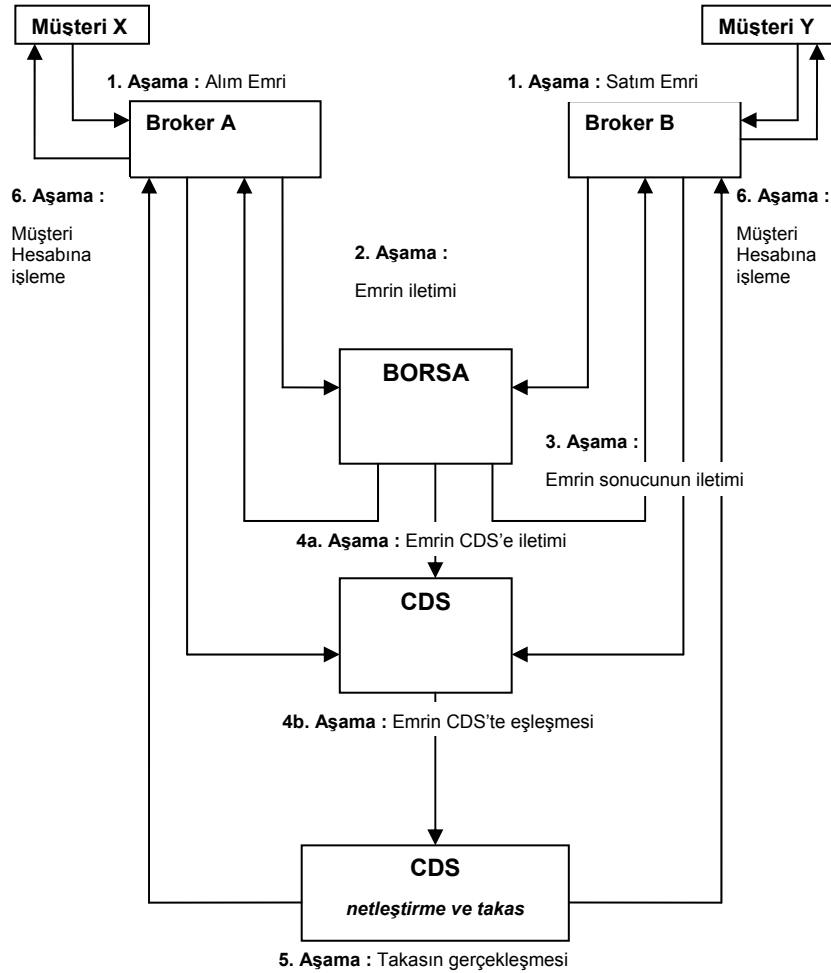 Müşteri X
Müşteri Y
1. Aşama : Alım Emri
1. Aşama : Satım Emri
Broker A
Broker B
6. Aşama :
Müşteri
Hesabına
işleme
6. Aşama :
Müşteri
Hesabına
işleme
2. Aşama :
Emrin iletimi
BORSA
3. Aşama :
Emrin sonucunun iletimi
4a. Aşama : Emrin CDS’e iletimi
CDS
4b. Aşama : Emrin CDS’te eşleşmesi
CDS
netleştirme ve takas
5. Aşama : Takasın gerçekleşmesi